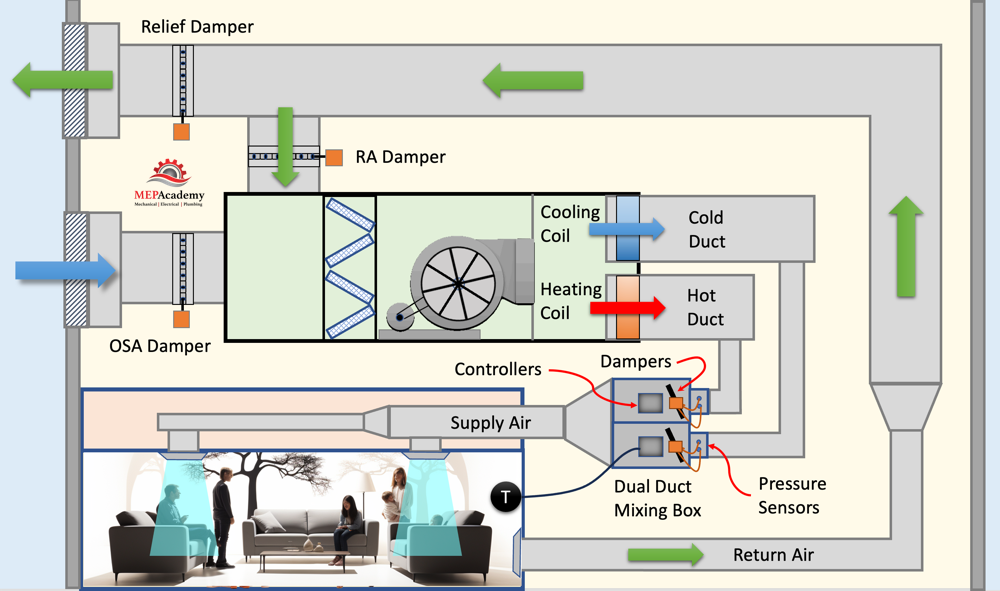 Relief Damper
RA Damper
MEPAcademy
Mechanical | Electrical | Plumbing
Cooling
Coil
Cold
Duct
Heating
Coil
Hot
Duct
OSA Damper
Controllers
Dampers
Supply Air
T
Dual Duct
Mixing Box
Pressure
Sensors
Return Air